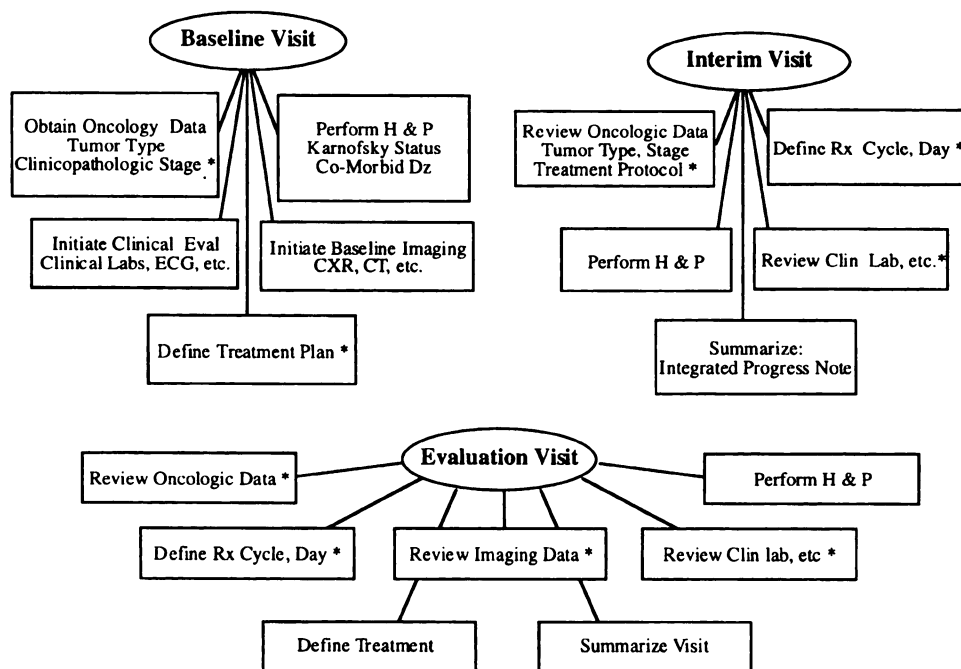 Baseline Visit
Obtain Oncology Data
Tumor Type
Clinicopathologic Stage *
Perform H & P
Karnofsky Status
Co-Morbid Dz
Initiate Clinical Eval
Clinical Labs, ECG, etc.
Initiate Baseline Imaging
CXR, CT, etc.
Define Treatment Plan *
Interim Visit
Review Oncologic Data
Tumor Type, Stage
Treatment Protocol *
Define Rx Cycle, Day *
Perform H & P
Review Clin Lab, etc.*
Summarize:
Integrated Progress Note
Evaluation Visit
Review Oncologic Data *
Perform H & P
Define Rx Cycle, Day *
Review Imaging Data *
Review Clin lab, etc *
Define Treatment
Summarize Visit